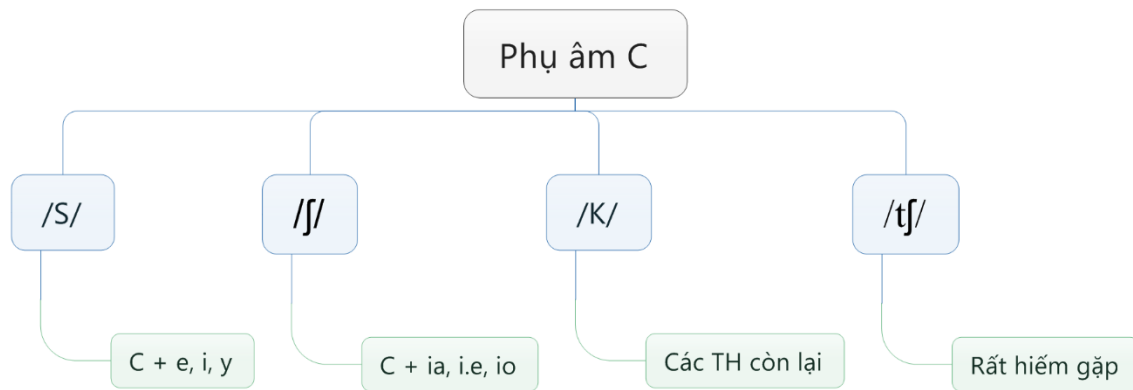 Phụ âm C
/S/
/ʃ/
/K/
/tʃ/
C + e, i, y
C + ia, i.e, io
Các TH còn lại
Rất hiếm gặp